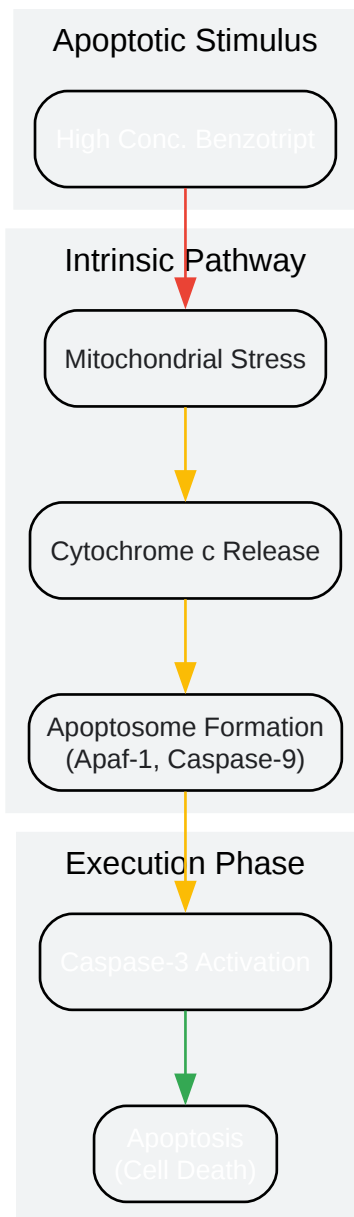 Apoptotic Stimulus
High Conc. Benzotript
Intrinsic Pathway
Mitochondrial Stress
Cytochrome c Release
Apoptosome Formation
(Apaf-1, Caspase-9)
Execution Phase
Caspase-3 Activation
Apoptosis
(Cell Death)